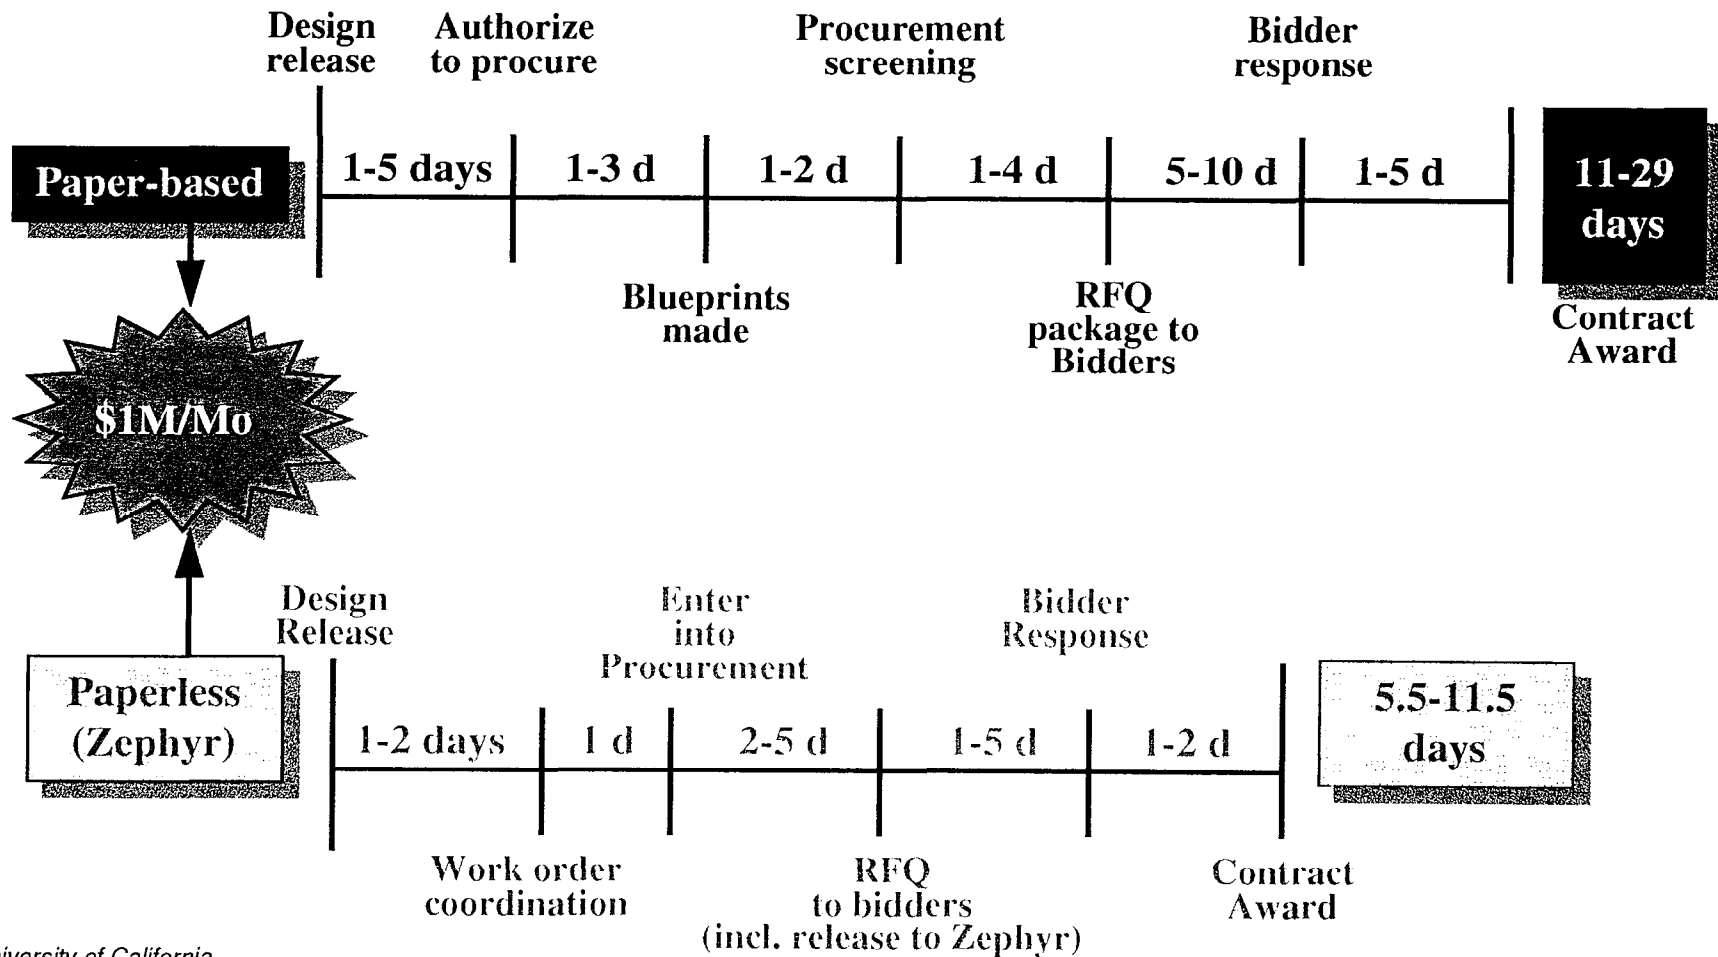 Design
release
Authorize
to procure
Procurement
screening
Bidder
response
Paper-based
1-5 days
1-3 d
1-2 d
1-4 d
5-10 d
1-5 d
11-29
days
Blueprints
made
RFQ
package to
Bidders
Contract
Award
$1M/Mo
Design
Release
Enter
into
Procurement
Bidder
Response
Paperless
(Zephyr)
1-2 days
1 d
2-5 d
1-5 d
1-2 d
5.5-11.5
days
Work order
coordination
RFQ
to bidders
(incl. release to Zephyr)
Contract
Award
of California